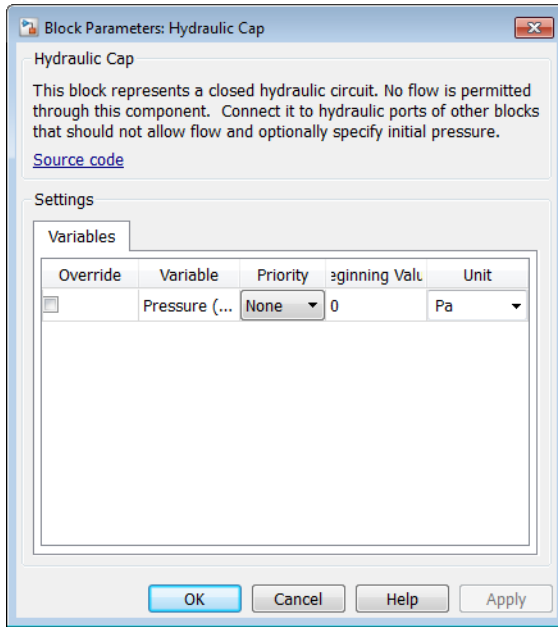 Block Parameters: Hydraulic Cap
Hydraulic Cap
This block represents a closed hydraulic circuit. No flow is permitted
through this component. Connect it to hydraulic ports of other blocks
that should not allow flow and optionally specify initial pressure.
Source code
Settings
Variables
Override Variable Priority eginning Valu Unit
Pressure (... None 0 Pa
OK Cancel Help Apply